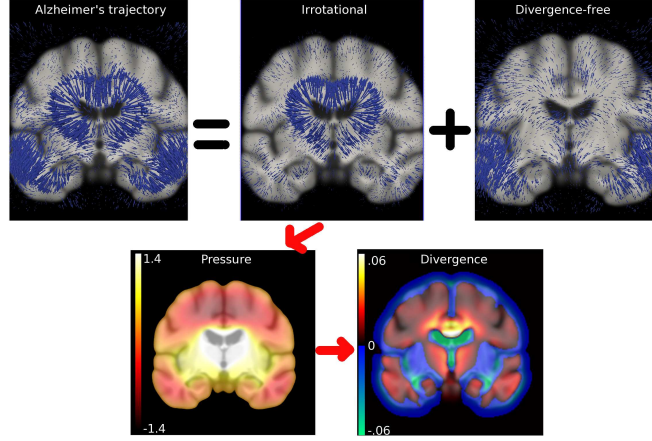 Alzheimer's trajectory
Irrotational
Divergence-free
=
+
Pressure
1.4
-1.4
Divergence
.06
0
-.06